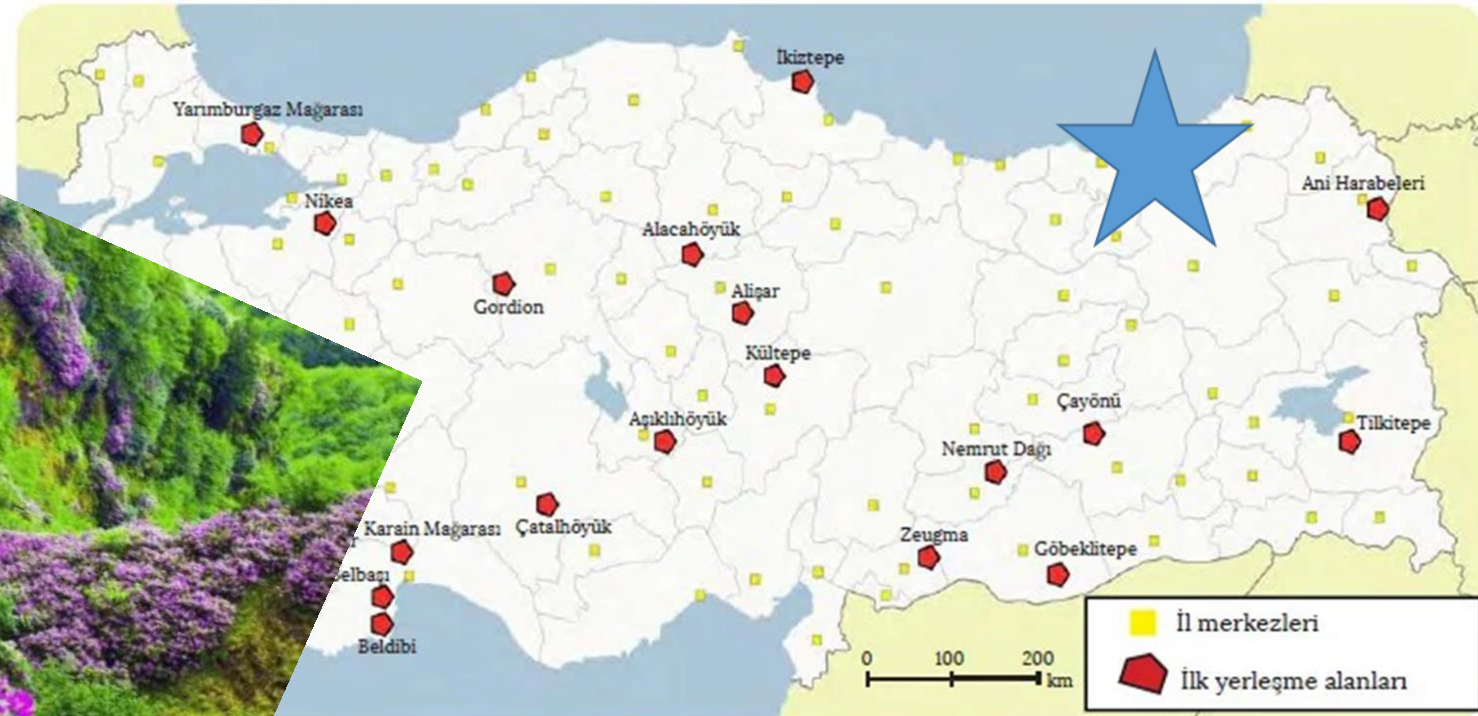 İkiztepe
Yarımburgaz Mağarası
Ani Harabeleri
Nikea
Alacahöyük
Alişar
Gordion
Kültepe
Çayönü
Aşıklıhöyük
Tilkitepe
Nemrut Dağı
Karain Mağarası
Çatalhöyük
Zeugma
Göbeklitepe
Belbaşı
Beldibi
0 100 200
km
İl merkezleri
İlk yerleşme alanları